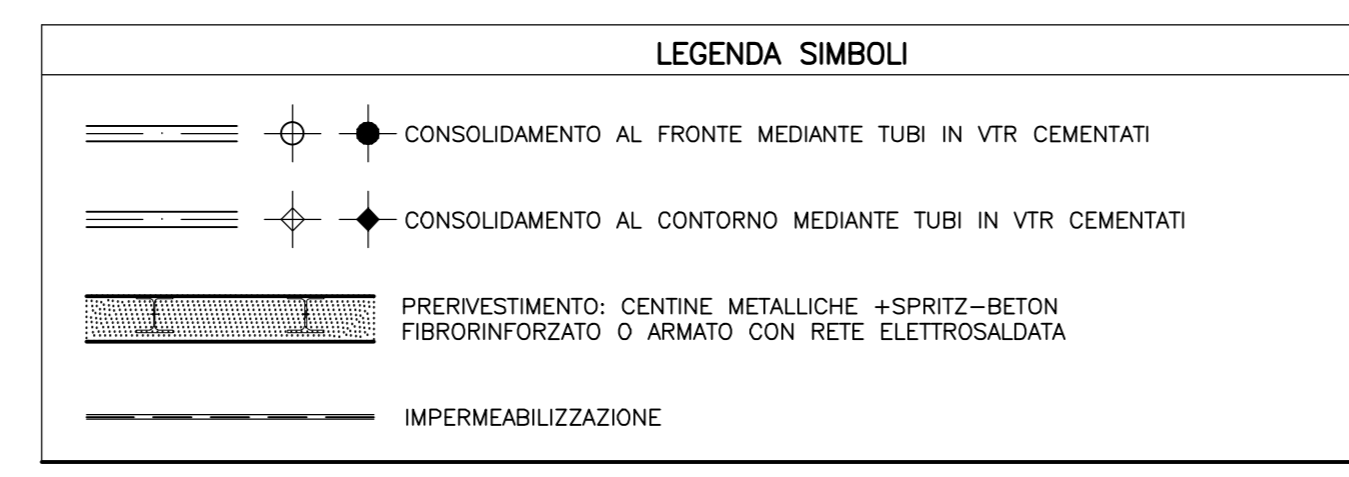 LEGENDA SIMBOLI
CONSOLIDAMENTO AL FRONTE MEDIANTE TUBI IN VTR CEMENTATI
CONSOLIDAMENTO AL CONTORNO MEDIANTE TUBI IN VTR CEMENTATI
PRERIVESTIMENTO: CENTINE METALLICHE +SPRITZ-BETON
FIBRORINFORZATO O ARMATO CON RETE ELETTROSALDATA
IMPERMEABILIZZAZIONE